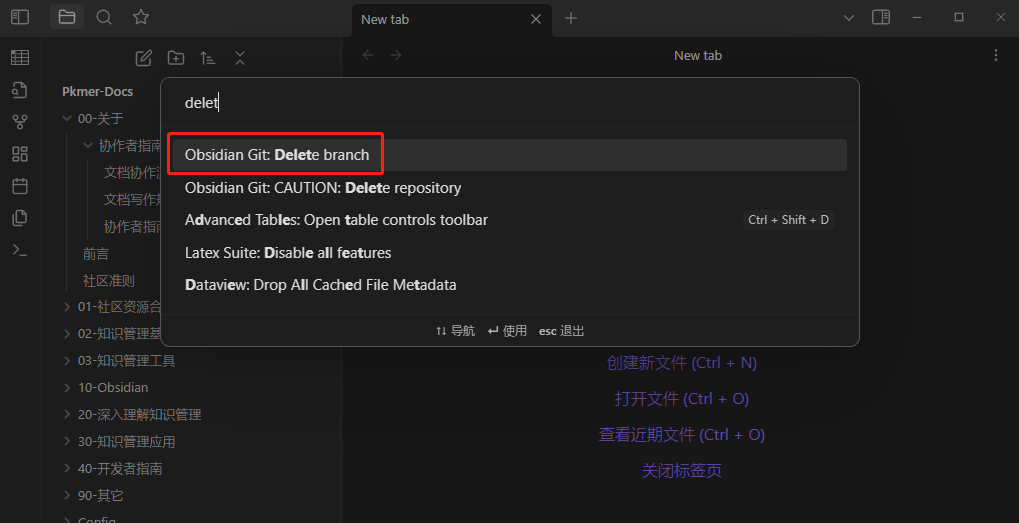 New tab
New tab
Pkmer-Docs
00-关于
协作者指南
文档协作
文档写作规
协作者指南
前言
社区准则
01-社区资源合
02-知识管理基
03-知识管理工具
10-Obsidian
20-深入理解知识管理
30-知识管理应用
40-开发者指南
90-其它
Config
delet
Obsidian Git: Delete branch
Obsidian Git: CAUTION: Delete repository
Advanced Tables: Open table controls toolbar
Ctrl + Shift + D
Latex Suite: Disable all features
Dataview: Drop All Cached File Metadata
↑↓ 导航 ↵ 使用 esc 退出
创建新文件 (Ctrl + N)
打开文件 (Ctrl + O)
查看近期文件 (Ctrl + O)
关闭标签页